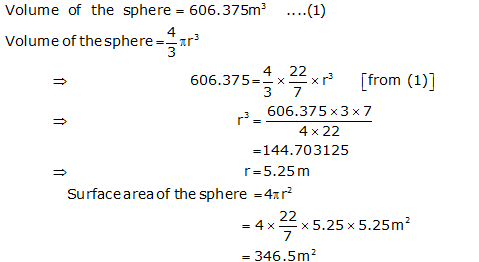 Volume of the sphere = 606.375m³ ....(1)
Volume of the sphere = 4/3 πr³
⇒ 606.375 = 4/3 × 22/7 × r³ [from (1)]
⇒ r³ = (606.375 × 3 × 7)/(4 × 22)
= 144.703125
⇒ r = 5.25 m
Surface area of the sphere = 4πr²
= 4 × 22/7 × 5.25 × 5.25m²
= 346.5m²